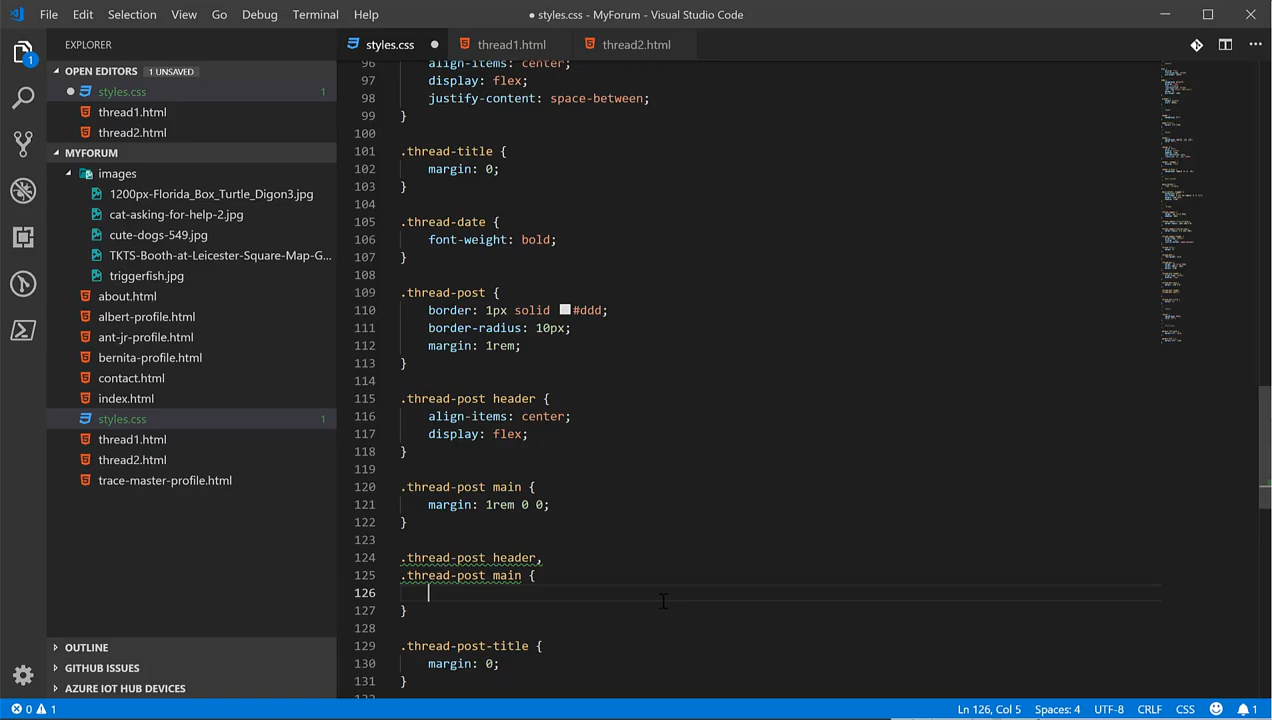 File Edit Selection View Go Debug Terminal Help
● styles.css - MyForum - Visual Studio Code
EXPLORER
styles.css thread1.html thread2.html
OPEN EDITORS 1 UNSAVED
styles.css 1
thread1.html
thread2.html
MYFORUM
images
1200px-Florida_Box_Turtle_Digon3.jpg
cat-asking-for-help-2.jpg
cute-dogs-549.jpg
TKTS-Booth-at-Leicester-Square-Map-G...
triggerfish.jpg
about.html
albert-profile.html
ant-jr-profile.html
bernita-profile.html
contact.html
index.html
styles.css 1
thread1.html
thread2.html
trace-master-profile.html
OUTLINE
GITHUB ISSUES
AZURE IOT HUB DEVICES
1
96 align-items: center;
97 display: flex;
98 justify-content: space-between;
99 }
100
101 .thread-title {
102 margin: 0;
103 }
104
105 .thread-date {
106 font-weight: bold;
107 }
108
109 .thread-post {
110 border: 1px solid #ddd;
111 border-radius: 10px;
112 margin: 1rem;
113 }
114
115 .thread-post header {
116 align-items: center;
117 display: flex;
118 }
119
120 .thread-post main {
121 margin: 1rem 0 0;
122 }
123
124 .thread-post header,
125 .thread-post main {
126
127 }
128
129 .thread-post-title {
130 margin: 0;
131 }
132
0 1 Ln 126, Col 5 Spaces: 4 UTF-8 CRLF CSS 1